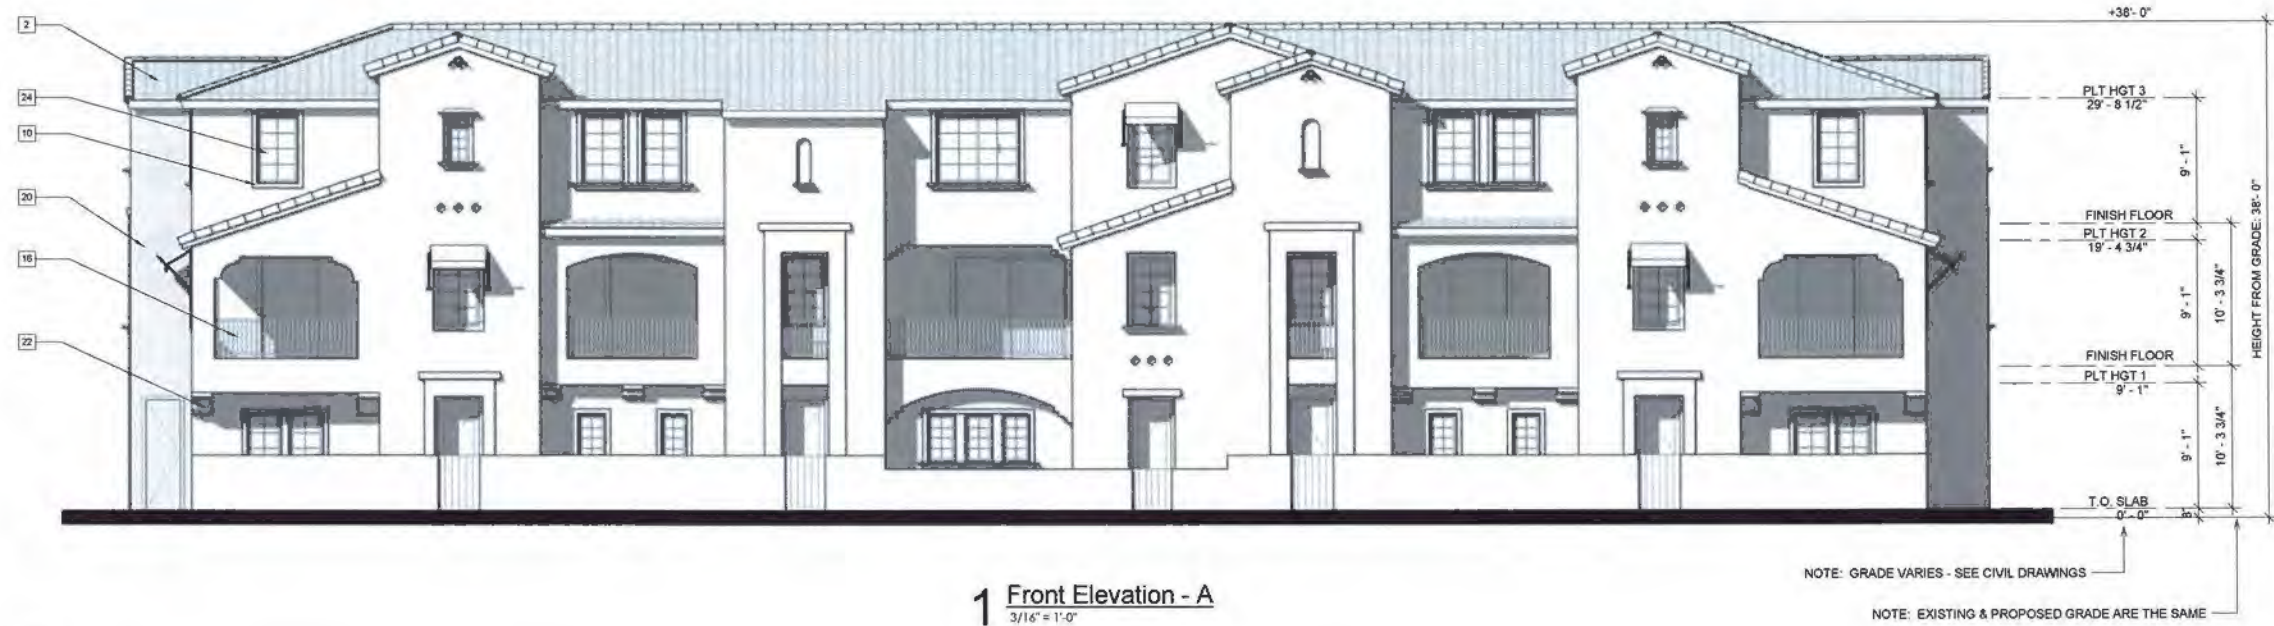 2
24
10
20
16
22
+38'- 0"
PLT HGT 3
29' - 8 1/2"
9' - 1"
FINISH FLOOR
PLT HGT 2
19' - 4 3/4"
9' - 1"
10' - 3 3/4"
HEIGHT FROM GRADE: 38'- 0"
FINISH FLOOR
PLT HGT 1
9' - 1"
9' - 1"
10' - 3 3/4"
T.O. SLAB
0' - 0"
8"
NOTE: GRADE VARIES - SEE CIVIL DRAWINGS
NOTE: EXISTING & PROPOSED GRADE ARE THE SAME
1 Front Elevation - A
3/16" = 1'-0"